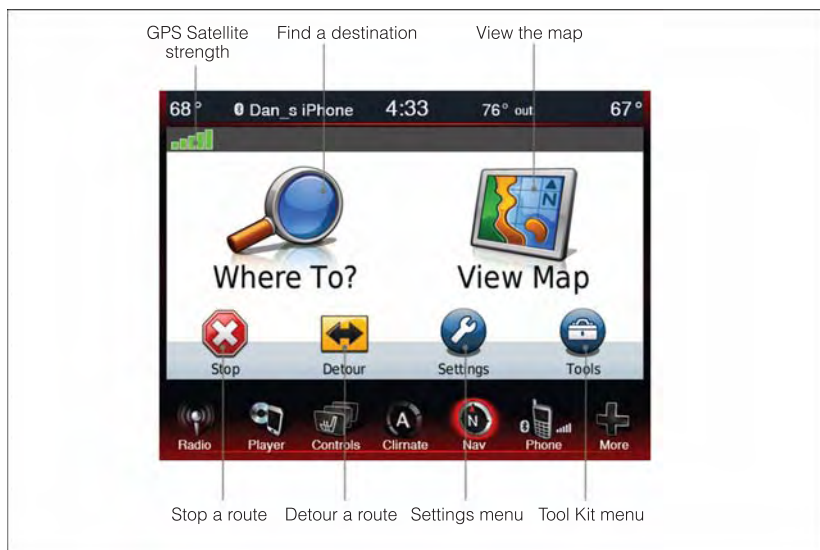 GPS Satellite
strength
Find a destination
View the map
68° Dan_s iPhone 4:33 76° out 67°
Where To?
View Map
N
Stop
Detour
Settings
Tools
A
N
Radio
Player
Controls
Climate
Nav
Phone
More
Stop a route
Detour a route
Settings menu
Tool Kit menu